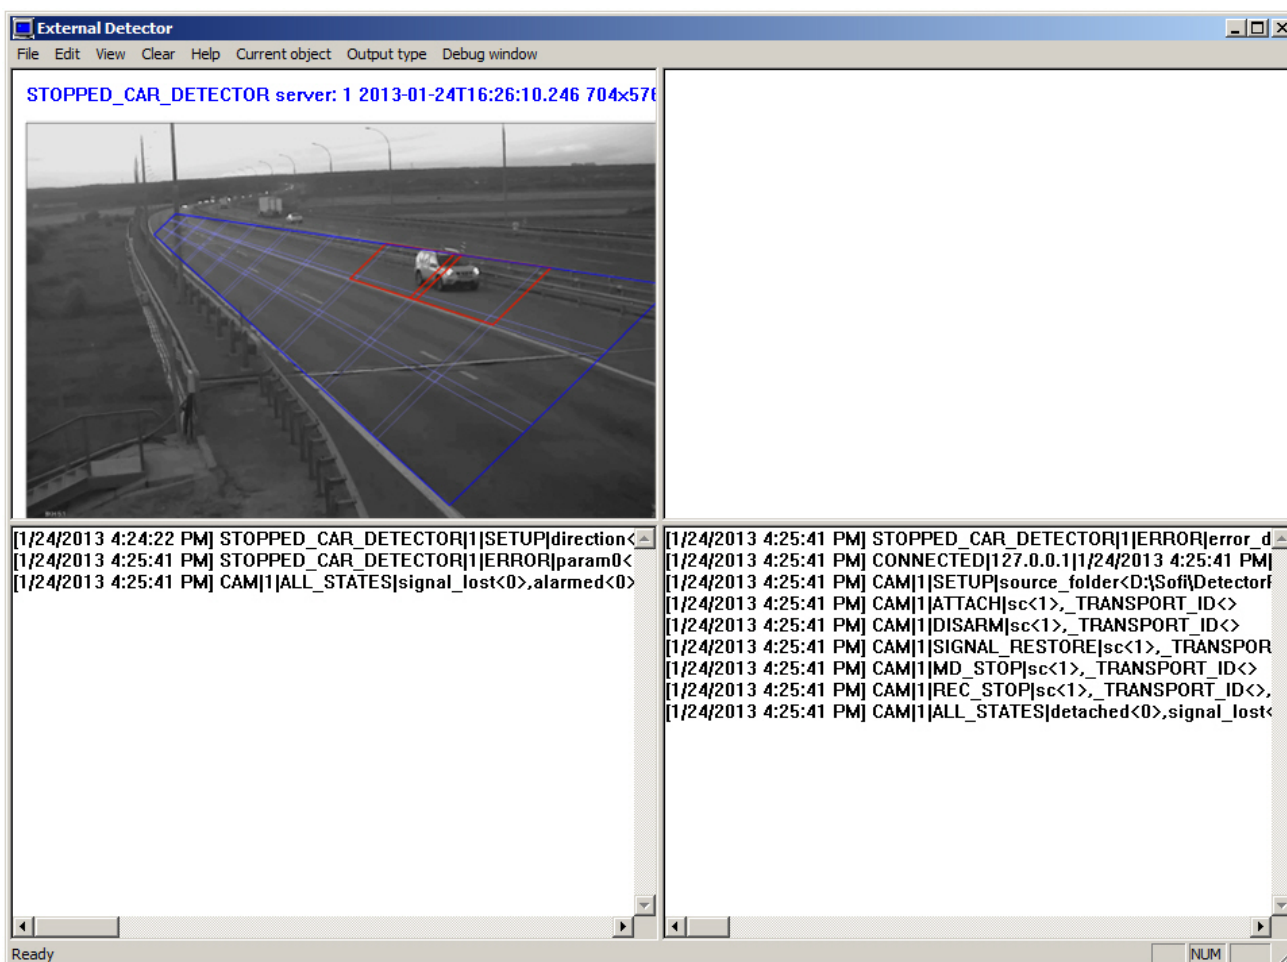 External Detector
File Edit View Clear Help Current object Output type Debug window
STOPPED_CAR_DETECTOR server: 1 2013-01-24T16:26:10.246 704x576
[1/24/2013 4:24:22 PM] STOPPED_CAR_DETECTOR|1|SETUP|direction<
[1/24/2013 4:25:41 PM] STOPPED_CAR_DETECTOR|1|ERROR|param0<
[1/24/2013 4:25:41 PM] CAM|1|ALL_STATES|signal_lost<0>,alarmed<0>
[1/24/2013 4:25:41 PM] STOPPED_CAR_DETECTOR|1|ERROR|error_d
[1/24/2013 4:25:41 PM] CONNECTED|127.0.0.1|1/24/2013 4:25:41 PM|
[1/24/2013 4:25:41 PM] CAM|1|SETUP|source_folder<D:\Sofi\Detector
[1/24/2013 4:25:41 PM] CAM|1|ATTACH|sc<1>,_TRANSPORT_ID<>
[1/24/2013 4:25:41 PM] CAM|1|DISARM|sc<1>,_TRANSPORT_ID<>
[1/24/2013 4:25:41 PM] CAM|1|SIGNAL_RESTORE|sc<1>,_TRANSPOR
[1/24/2013 4:25:41 PM] CAM|1|MD_STOP|sc<1>,_TRANSPORT_ID<>
[1/24/2013 4:25:41 PM] CAM|1|REC_STOP|sc<1>,_TRANSPORT_ID<>,
[1/24/2013 4:25:41 PM] CAM|1|ALL_STATES|detached<0>,signal_lost<
Ready
NUM